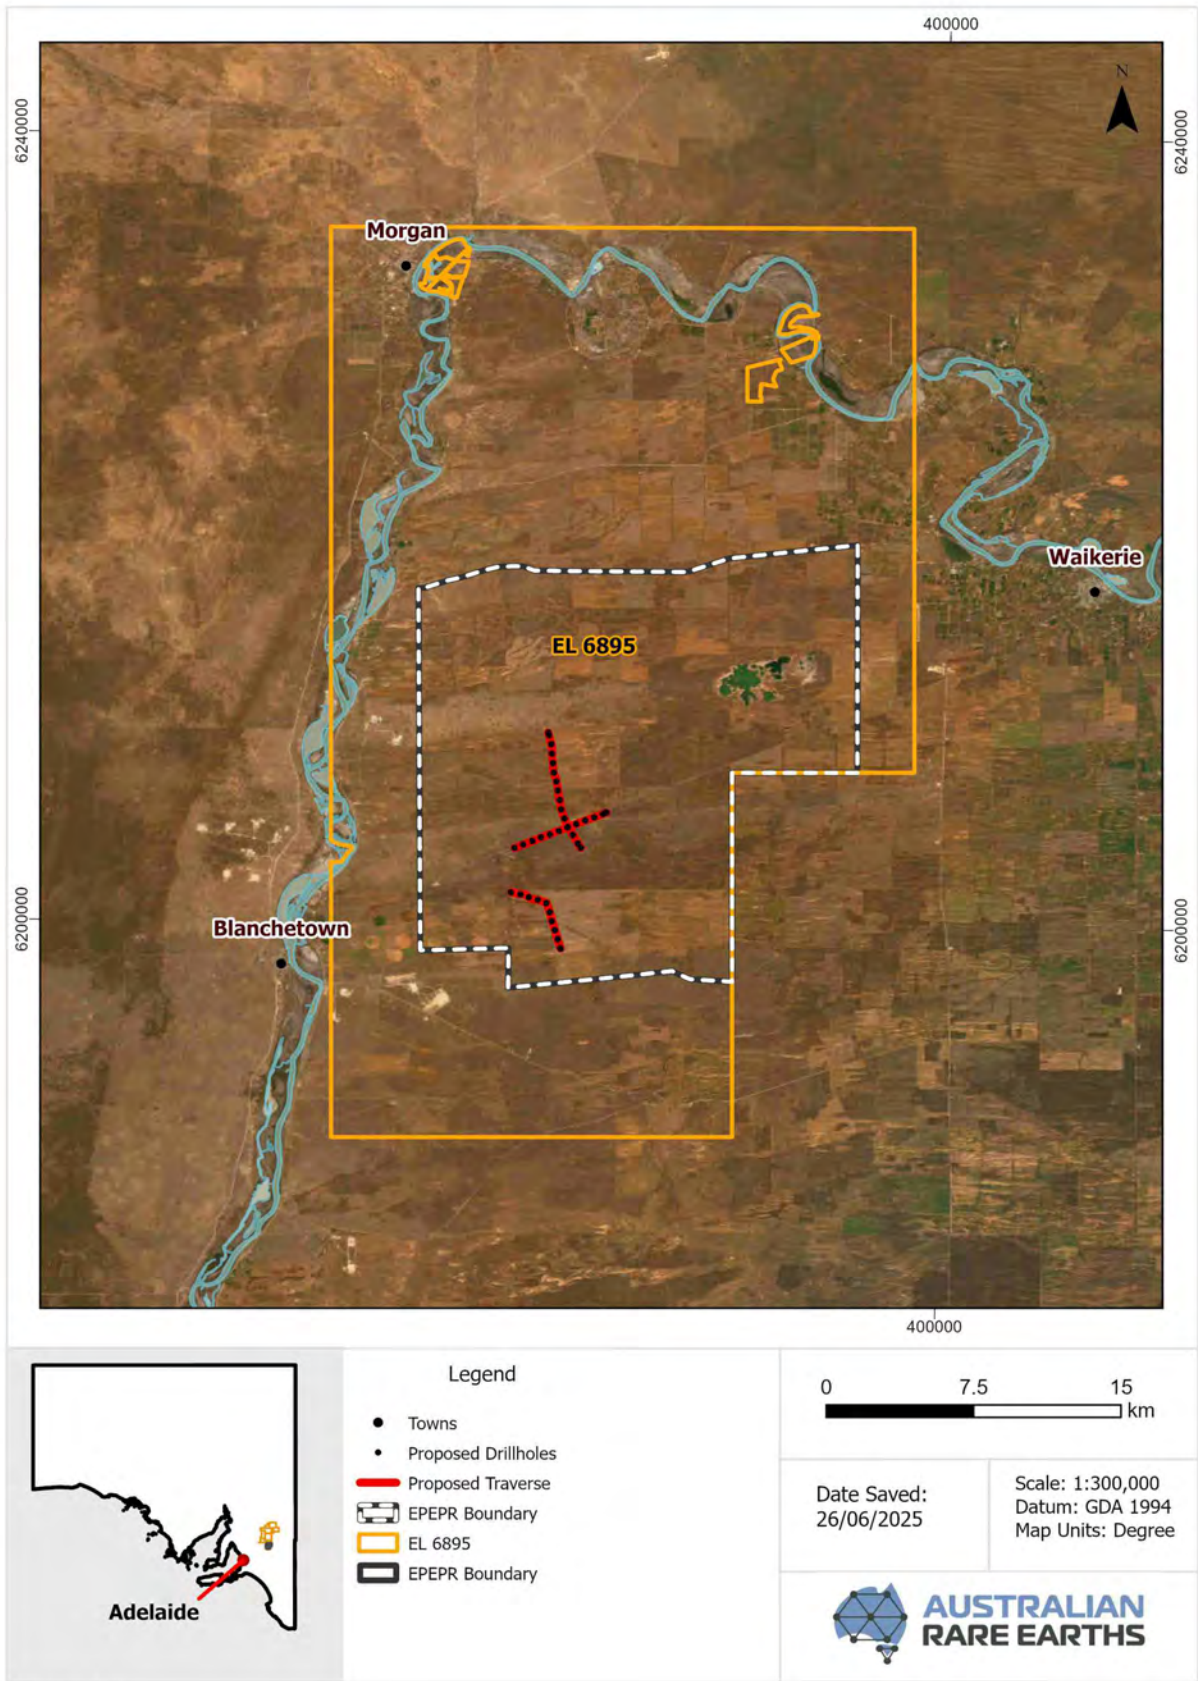 400000
N
6240000
6240000
Morgan
Waikerie
EL 6895
6200000
6200000
Blanchetown
400000
Adelaide
Legend
Towns
Proposed Drillholes
Proposed Traverse
EPEPR Boundary
EL 6895
EPEPR Boundary
0 7.5 15
km
Date Saved:
26/06/2025
Scale: 1:300,000
Datum: GDA 1994
Map Units: Degree
AUSTRALIAN
RARE EARTHS